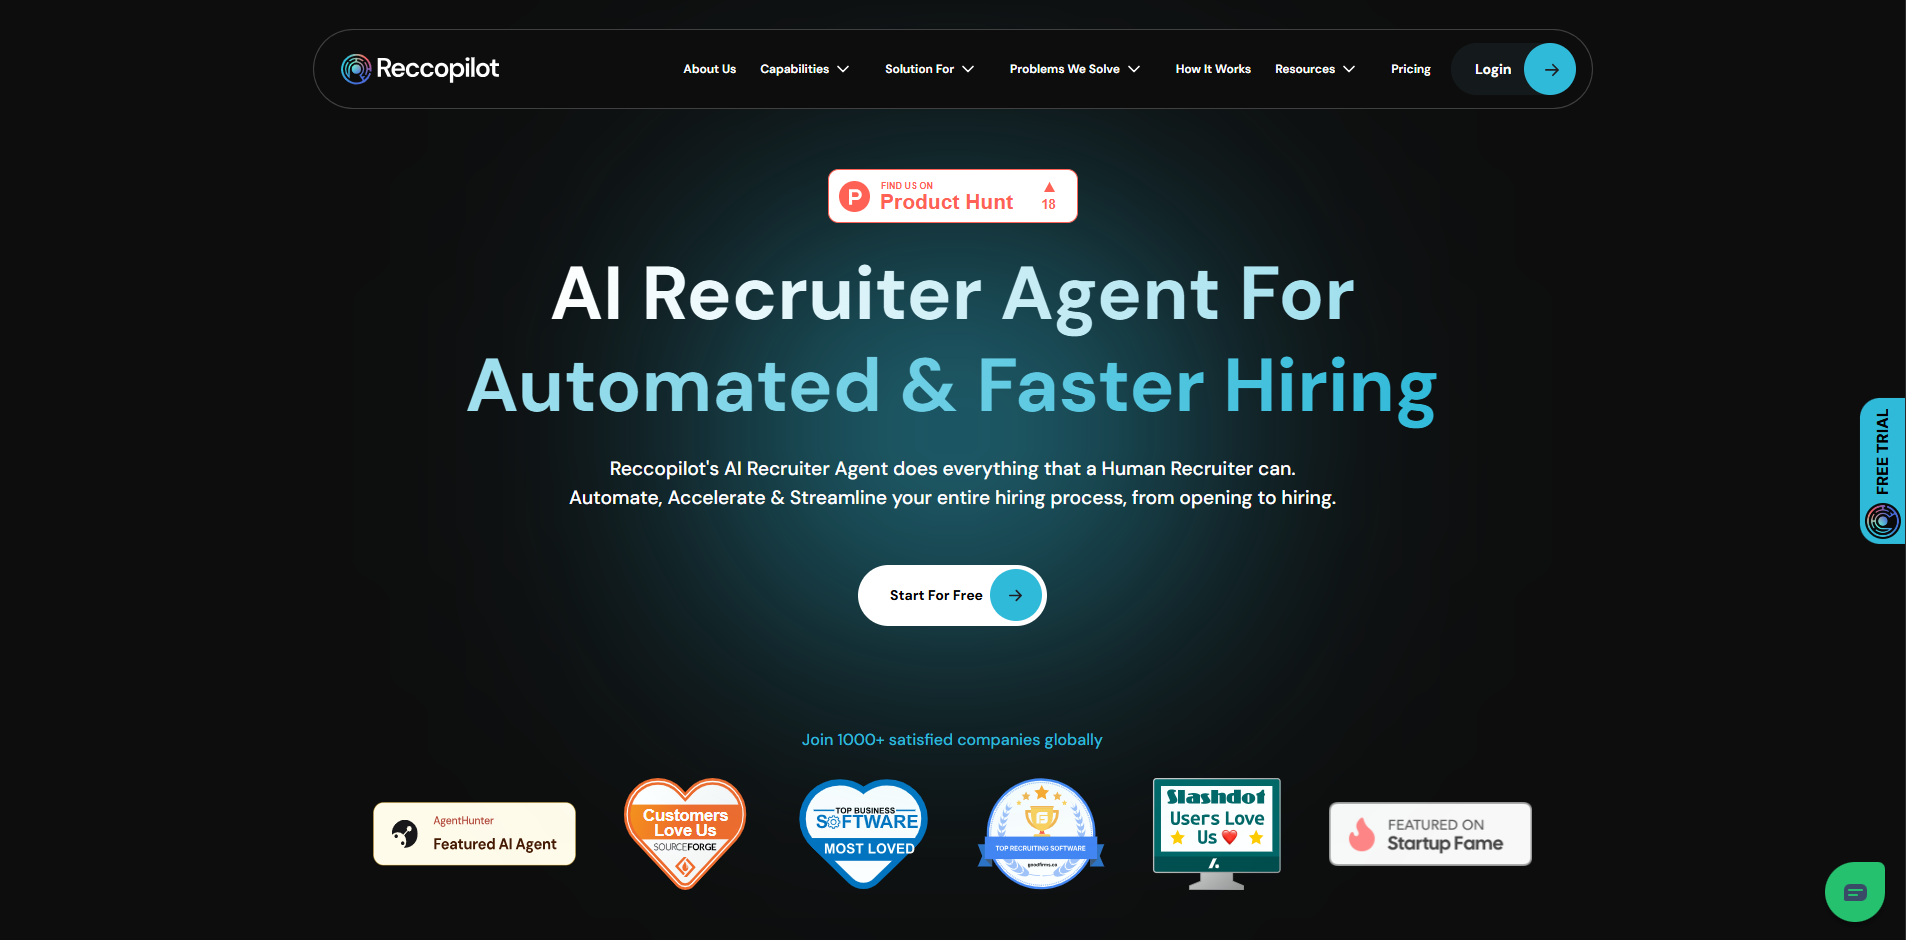 Reccopilot
About Us
Capabilities
Solution For
Problems We Solve
How It Works
Resources
Pricing
Login
FIND US ON
Product Hunt
18
AI Recruiter Agent For
Automated & Faster Hiring
Reccopilot's AI Recruiter Agent does everything that a Human Recruiter can.
Automate, Accelerate & Streamline your entire hiring process, from opening to hiring.
FREE TRIAL
Start For Free
Join 1000+ satisfied companies globally
AgentHunter
Featured AI Agent
Customers
Love Us
SOURCEFORGE
TOP BUSINESS
SOFTWARE
MOST LOVED
TOP RECRUITING SOFTWARE
goodfirms.co
Slashdot
Users Love
Us
FEATURED ON
Startup Fame